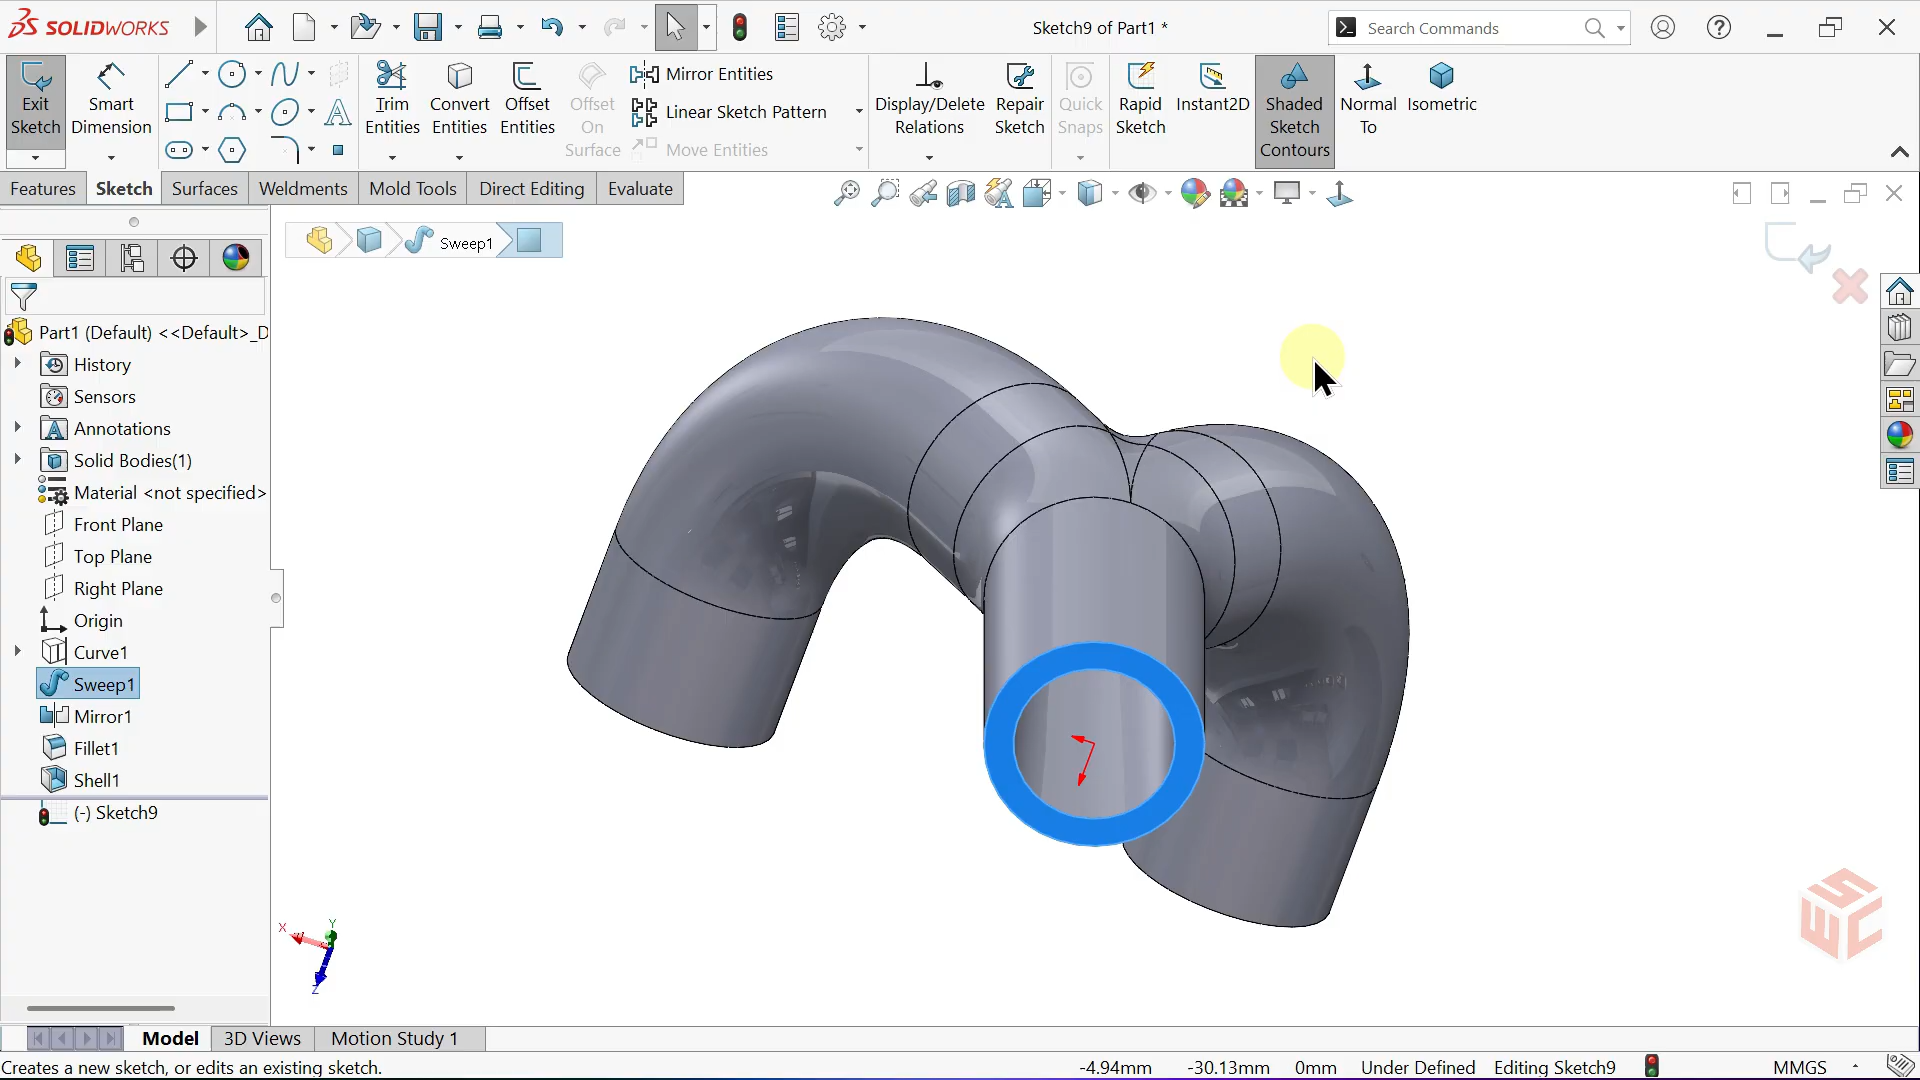 SOLIDWORKS
Sketch9 of Part1 *
Search Commands
Exit Sketch
Smart Dimension
Trim Entities
Convert Entities
Offset Entities
Offset On Surface
Mirror Entities
Linear Sketch Pattern
Move Entities
Display/Delete Relations
Repair Sketch
Quick Snaps
Rapid Sketch
Instant2D
Shaded Sketch Contours
Normal To
Isometric
Features
Sketch
Surfaces
Weldments
Mold Tools
Direct Editing
Evaluate
Sweep1
Part1 (Default) <<Default>_D
History
Sensors
Annotations
Solid Bodies(1)
Material <not specified>
Front Plane
Top Plane
Right Plane
Origin
Curve1
Sweep1
Mirror1
Fillet1
Shell1
(-) Sketch9
X
Y
Z
SWC
Model
3D Views
Motion Study 1
Creates a new sketch, or edits an existing sketch.
-4.94mm
-30.13mm
0mm
Under Defined
Editing Sketch9
MMGS